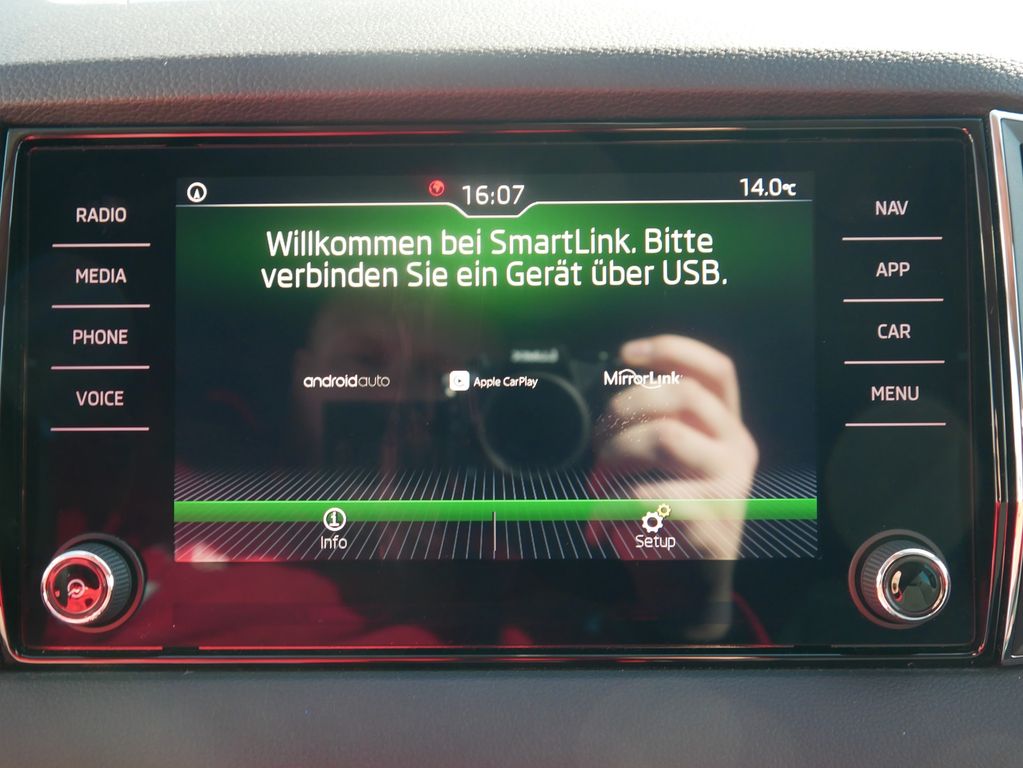 RADIO
MEDIA
PHONE
VOICE
16:07
14.0°C
Willkommen bei SmartLink. Bitte
verbinden Sie ein Gerät über USB.
androidauto
Apple CarPlay
MirrorLink
Info
Setup
NAV
APP
CAR
MENU